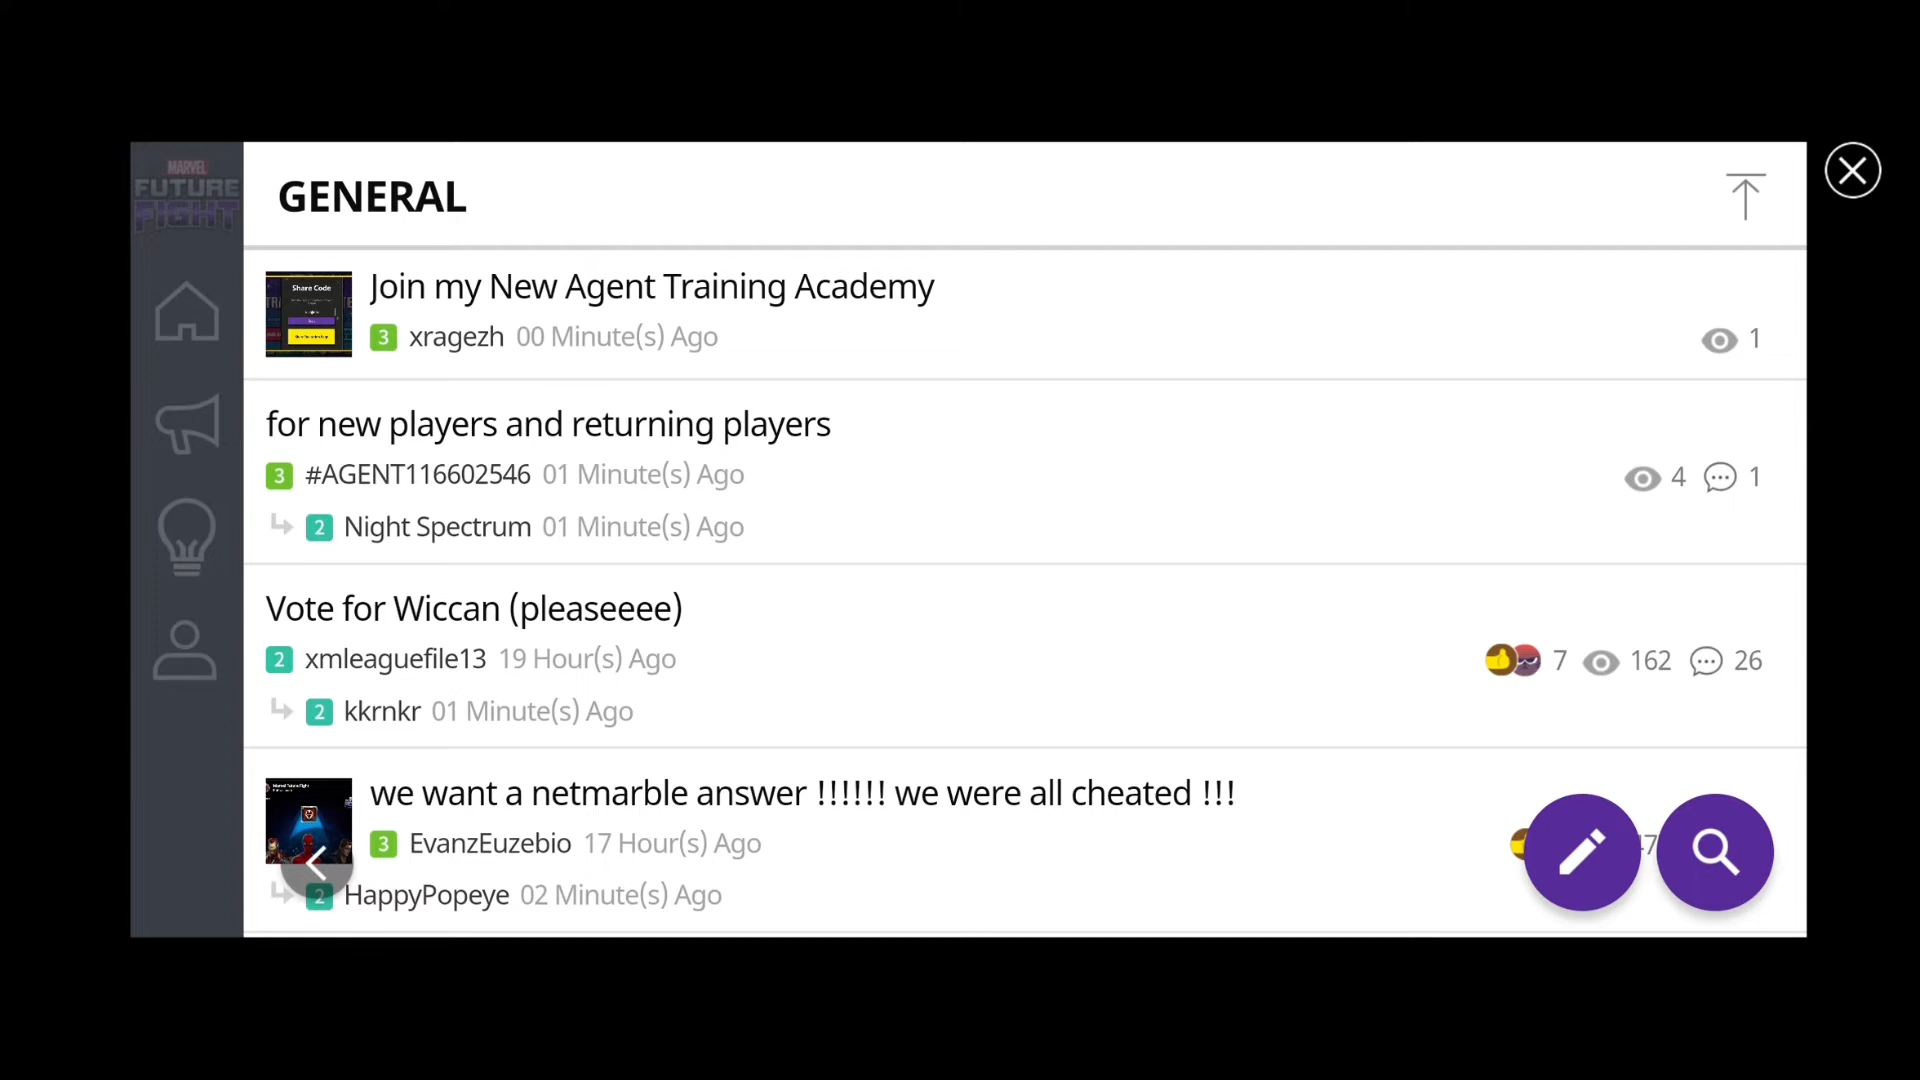 MARVEL
FUTURE
FIGHT
GENERAL
Share Code
Join my New Agent Training Academy
3 xragezh 00 Minute(s) Ago
1
for new players and returning players
3 #AGENT116602546 01 Minute(s) Ago
4 1
2 Night Spectrum 01 Minute(s) Ago
Vote for Wiccan (pleaseeee)
2 xmleaguefile13 19 Hour(s) Ago
7 162 26
2 kkrnkr 01 Minute(s) Ago
we want a netmarble answer !!!!!! we were all cheated !!!
3 EvanzEuzebio 17 Hour(s) Ago
2 HappyPopeye 02 Minute(s) Ago